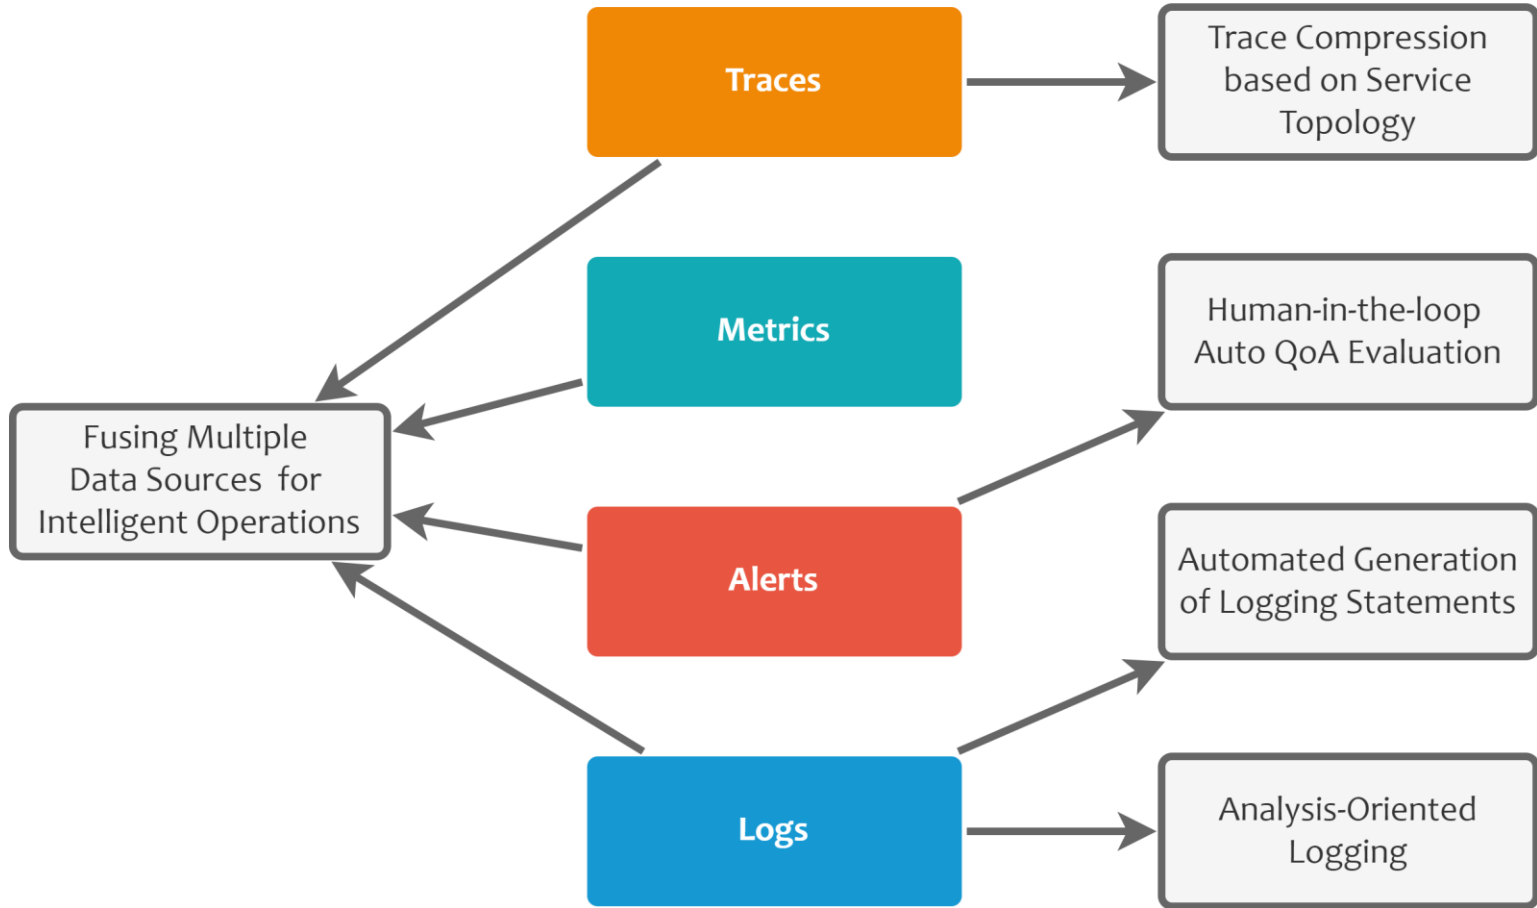 Traces
Trace Compression
based on Service
Topology
Metrics
Human-in-the-loop
Auto QoA Evaluation
Fusing Multiple
Data Sources for
Intelligent Operations
Alerts
Automated Generation
of Logging Statements
Logs
Analysis-Oriented
Logging